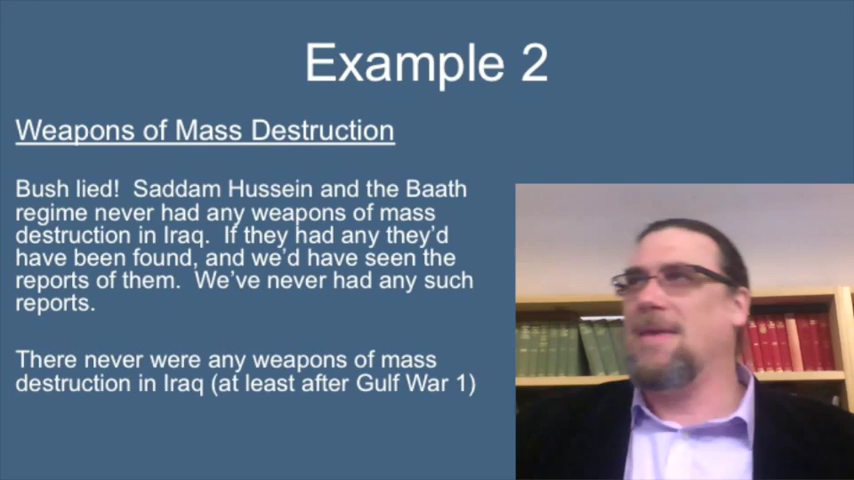 Example 2
Weapons of Mass Destruction
Bush lied! Saddam Hussein and the Baath
regime never had any weapons of mass
destruction in Iraq. If they had any they'd
have been found, and we'd have seen the
reports of them. We've never had any such
reports.
There never were any weapons of mass
destruction in Iraq (at least after Gulf War 1)